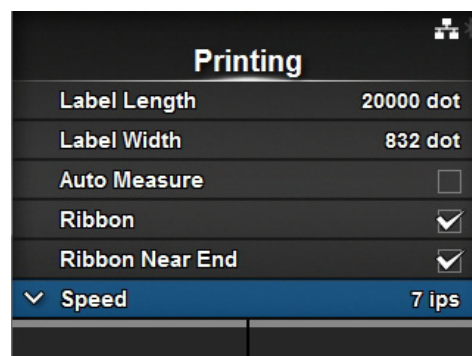 Printing
Label Length 20000 dot
Label Width 832 dot
Auto Measure
Ribbon
Ribbon Near End
Speed 7 ips